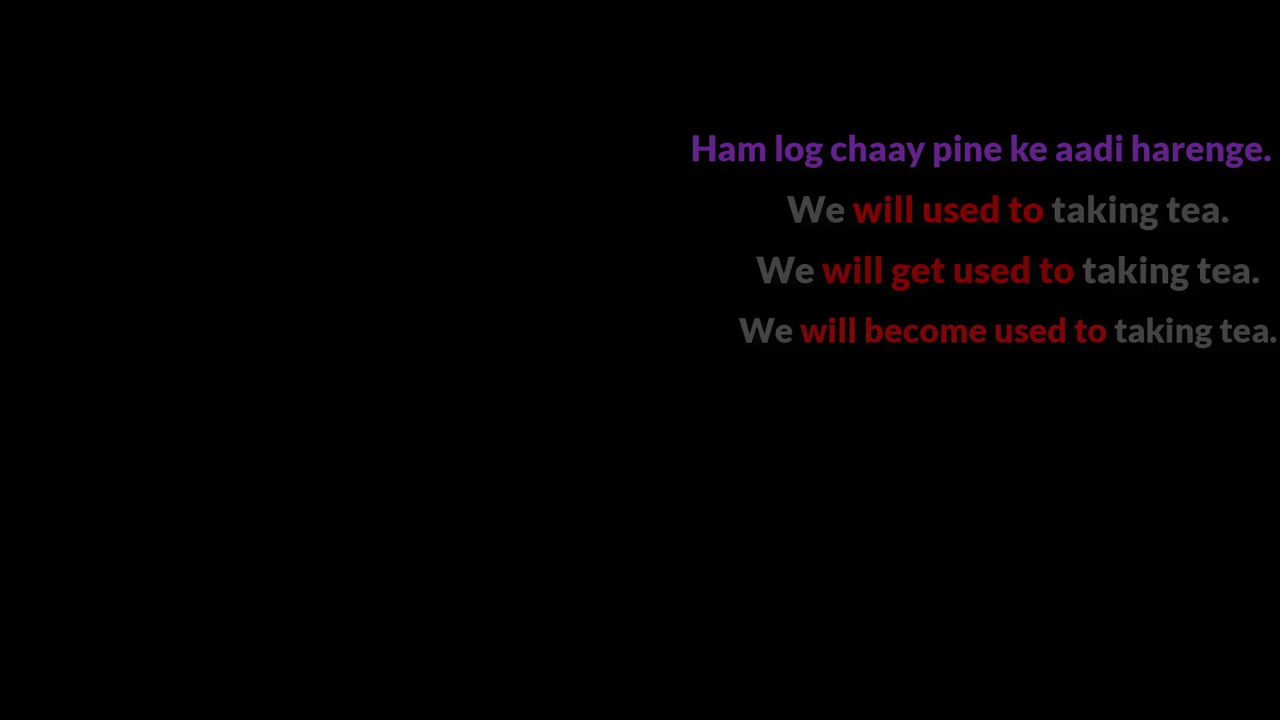 Ham log chaay pine ke aadi harenge.
We will used to taking tea.
We will get used to taking tea.
We will become used to taking tea.